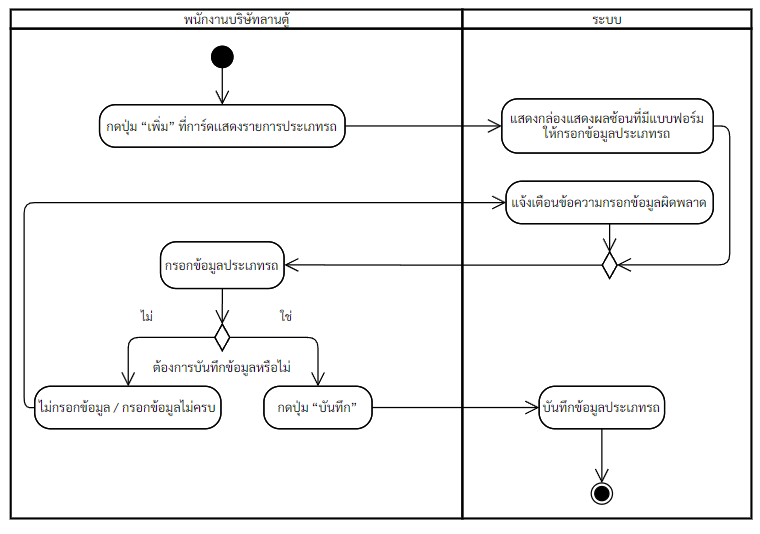 พนักงานบริษัทลานตู้
ระบบ
กดปุ่ม “เพิ่ม” ที่การ์ดแสดงรายการประเภทรถ
แสดงกล่องแสดงผลซ้อนที่มีแบบฟอร์ม
ให้กรอกข้อมูลประเภทรถ
แจ้งเตือนข้อความกรอกข้อมูลผิดพลาด
กรอกข้อมูลประเภทรถ
ไม่
ใช่
ต้องการบันทึกข้อมูลหรือไม่
ไม่กรอกข้อมูล / กรอกข้อมูลไม่ครบ
กดปุ่ม “บันทึก”
บันทึกข้อมูลประเภทรถ